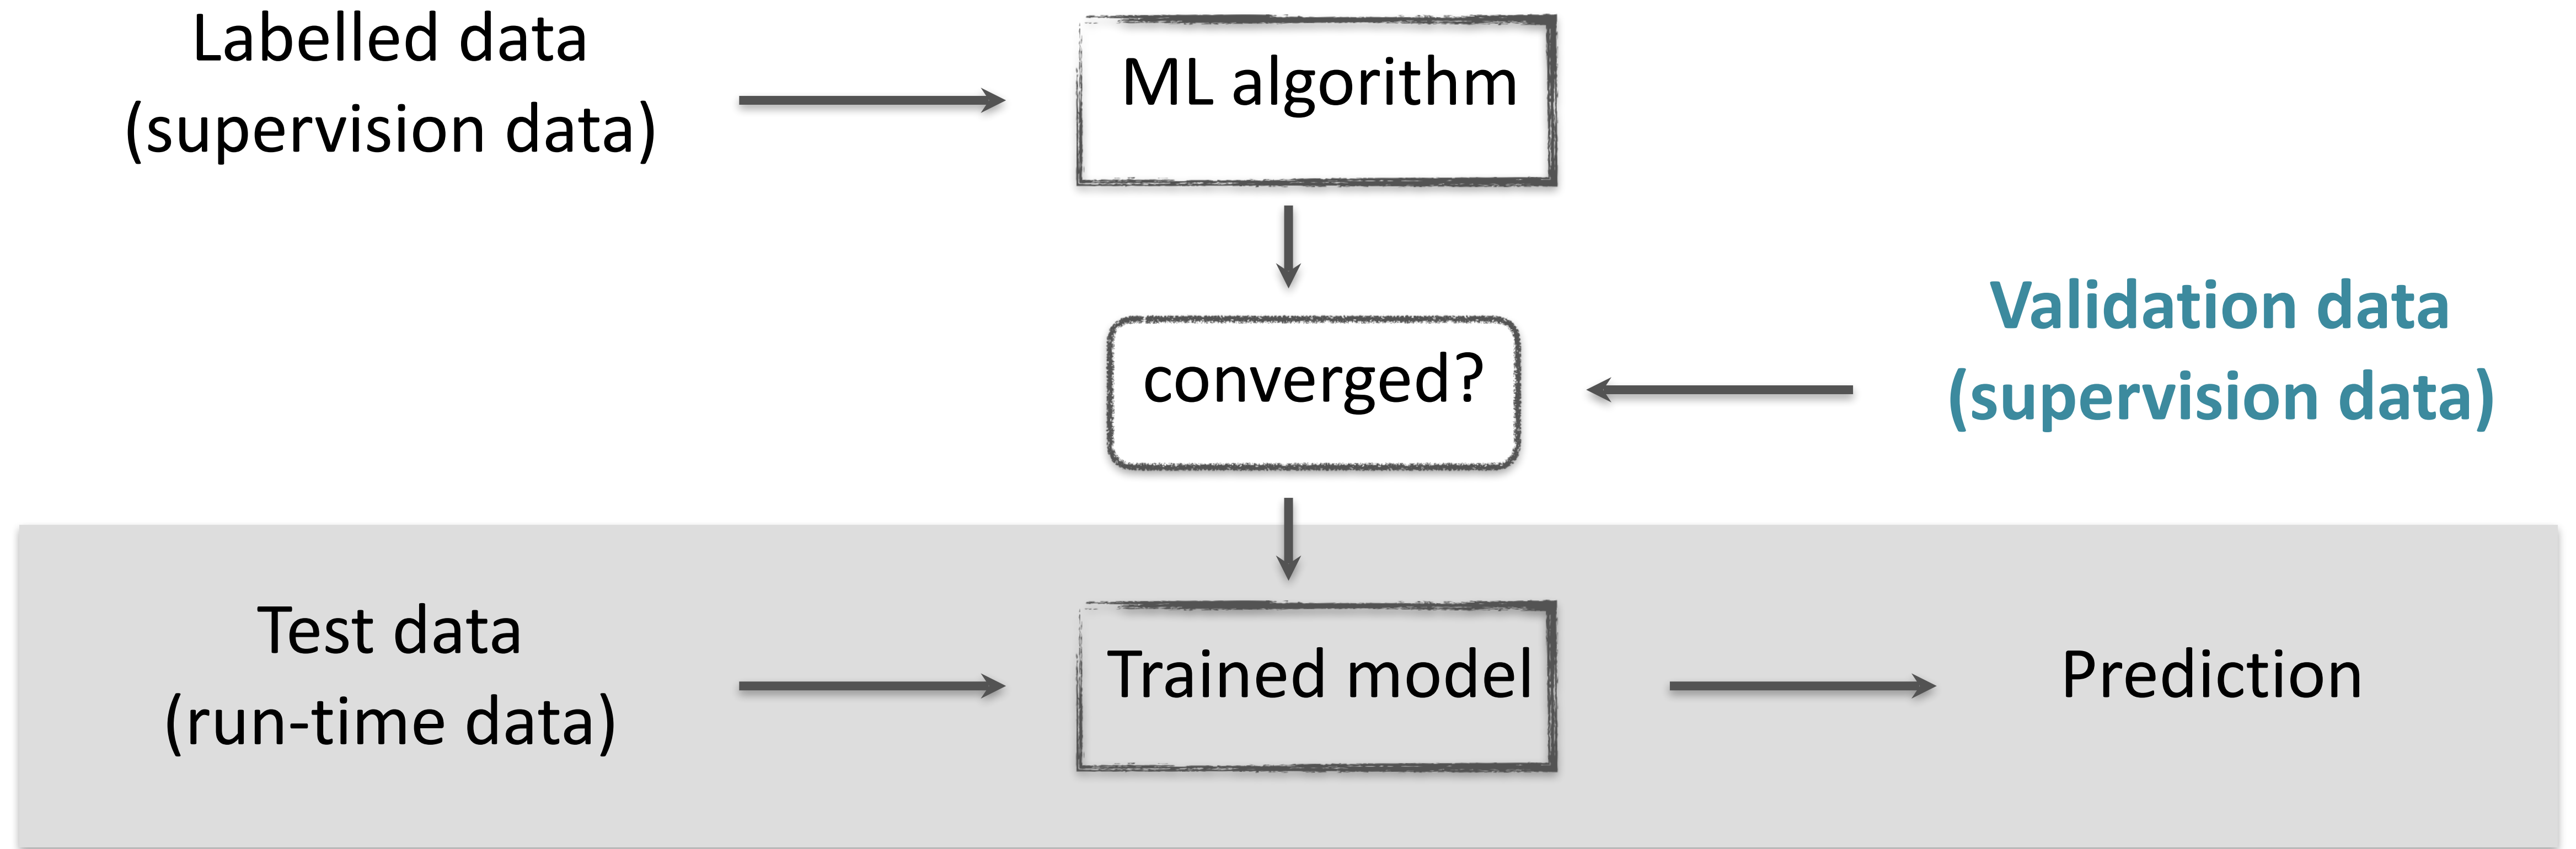 Labelled data
(supervision data)
ML algorithm
converged?
Validation data
(supervision data)
Test data
(run-time data)
Trained model
Prediction